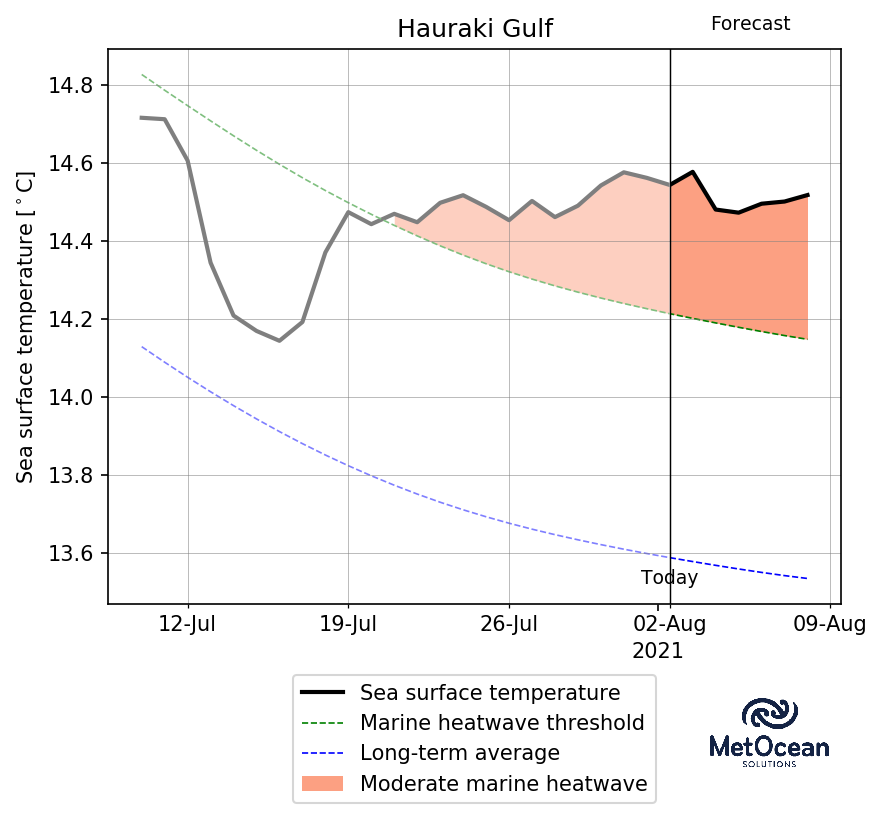 Hauraki Gulf
Forecast
Sea surface temperature [°C]
14.8
14.6
14.4
14.2
14.0
13.8
13.6
Today
12-Jul 19-Jul 26-Jul 02-Aug 09-Aug
2021
Sea surface temperature
Marine heatwave threshold
Long-term average
Moderate marine heatwave
MetOcean
SOLUTIONS